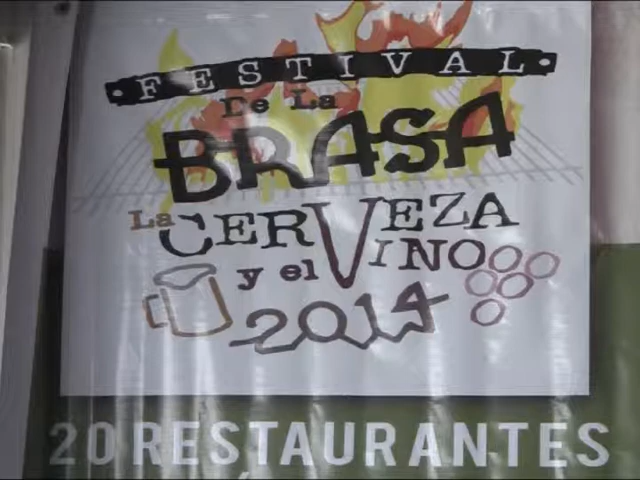 FESTIVAL
De La
BRASA
La CERVEZA
y el VINO
2014
20 RESTAURANTES